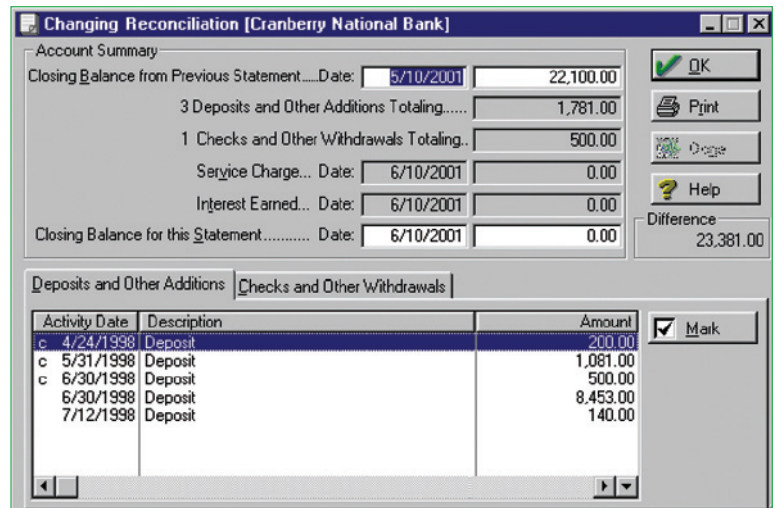 Changing Reconciliation [Cranberry National Bank]
Account Summary
Closing Balance from Previous Statement.....Date: 5/10/2001 22,100.00
3 Deposits and Other Additions Totaling...... 1,781.00
1 Checks and Other Withdrawals Totaling.. 500.00
Service Charge... Date: 6/10/2001 0.00
Interest Earned... Date: 6/10/2001 0.00
Closing Balance for this Statement........... Date: 6/10/2001 0.00
OK
Print
Help
Difference
23,381.00
Deposits and Other Additions Checks and Other Withdrawals
Activity Date Description Amount
c 4/24/1998 Deposit 200.00
c 5/31/1998 Deposit 1,081.00
c 6/30/1998 Deposit 500.00
6/30/1998 Deposit 8,453.00
7/12/1998 Deposit 140.00
Mark